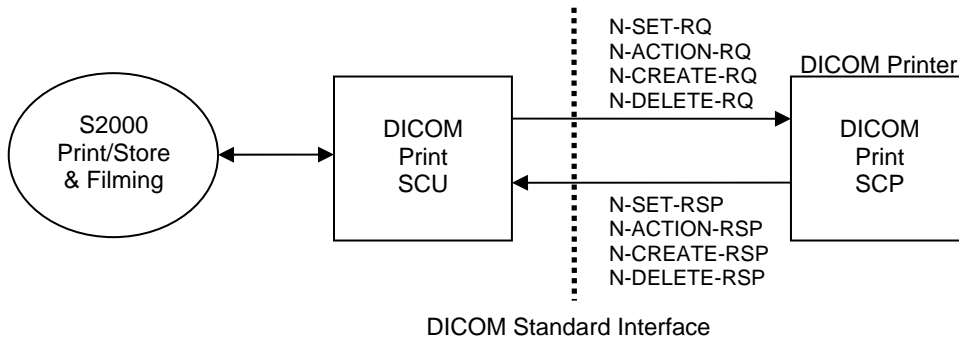 S2000
Print/Store
& Filming
DICOM
Print
SCU
N-SET-RQ
N-ACTION-RQ
N-CREATE-RQ
N-DELETE-RQ
N-SET-RSP
N-ACTION-RSP
N-CREATE-RSP
N-DELETE-RSP
DICOM Printer
DICOM
Print
SCP
DICOM Standard Interface